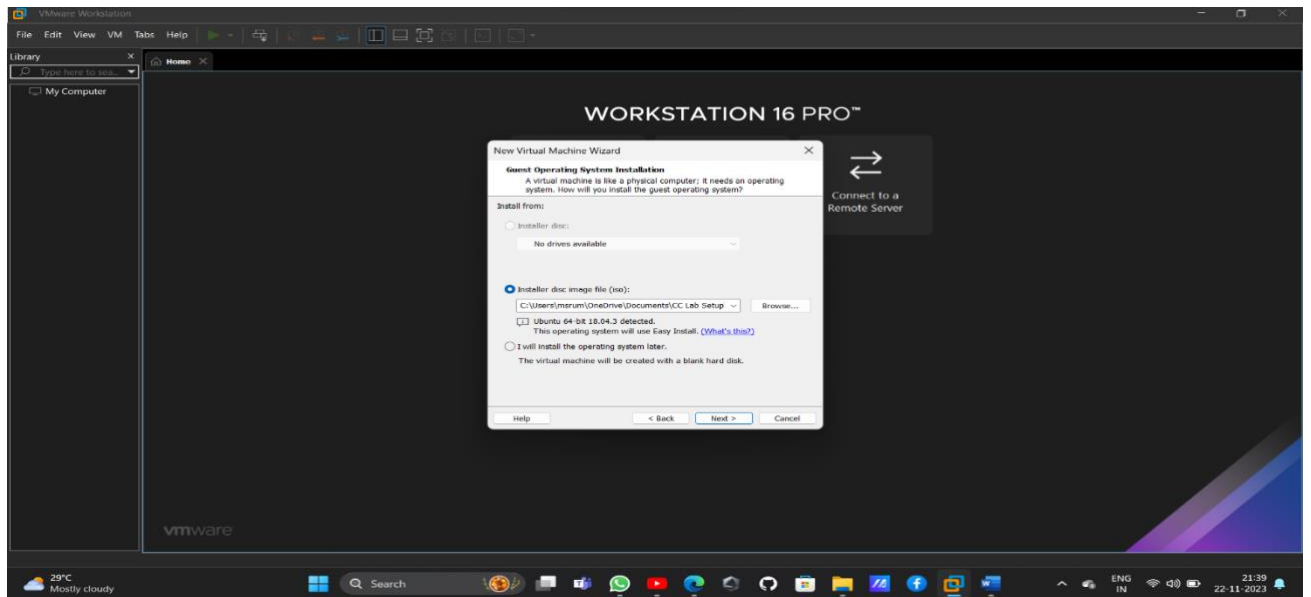 VMware Workstation
File Edit View VM Tabs Help
Library
Home
Type here to sea...
My Computer
WORKSTATION 16 PRO™
New Virtual Machine Wizard
Guest Operating System Installation
A virtual machine is like a physical computer; it needs an operating
system. How will you install the guest operating system?
Install from:
Installer disc:
No drives available
Installer disc image file (iso):
C:\Users\msrum\OneDrive\Documents\CC Lab Setup
Browse...
Ubuntu 64-bit 18.04.3 detected.
This operating system will use Easy Install. (What's this?)
I will install the operating system later.
The virtual machine will be created with a blank hard disk.
Help < Back Next > Cancel
Connect to a
Remote Server
vmware
29°C
Mostly cloudy
Search
ENG
IN
21:39
22-11-2023